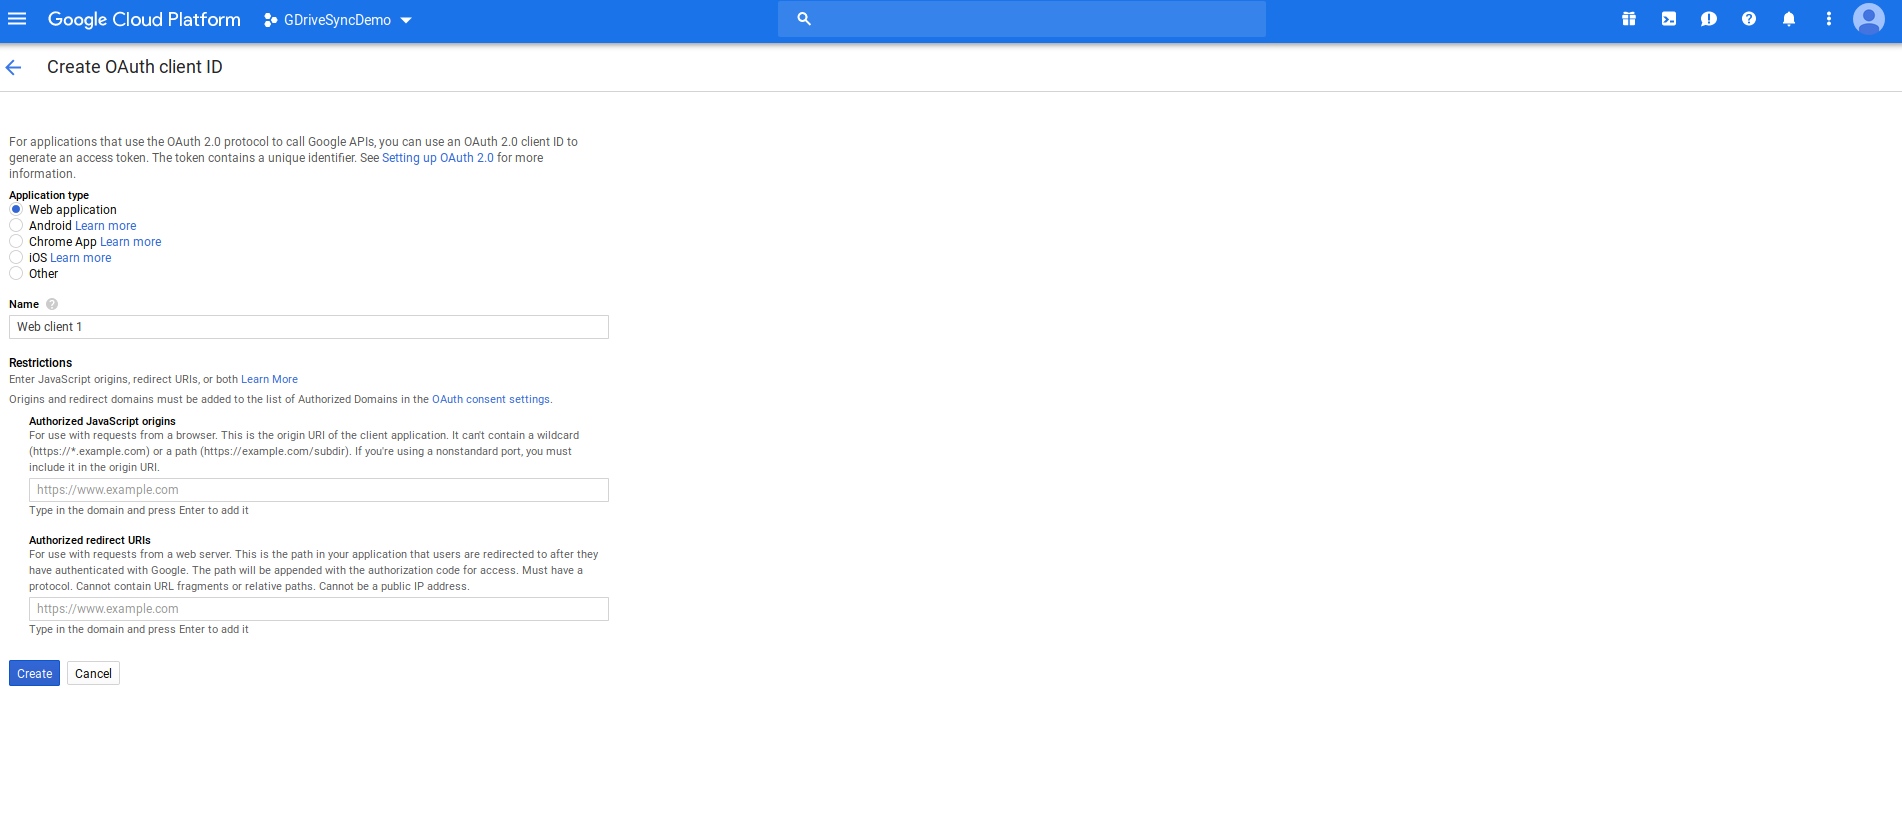 Google Cloud Platform
GDriveSyncDemo
Create OAuth client ID
For applications that use the OAuth 2.0 protocol to call Google APIs, you can use an OAuth 2.0 client ID to
generate an access token. The token contains a unique identifier. See Setting up OAuth 2.0 for more
information.
Application type
Web application
Android Learn more
Chrome App Learn more
iOS Learn more
Other
Name
Web client 1
Restrictions
Enter JavaScript origins, redirect URIs, or both Learn More
Origins and redirect domains must be added to the list of Authorized Domains in the OAuth consent settings.
Authorized JavaScript origins
For use with requests from a browser. This is the origin URI of the client application. It can't contain a wildcard
(https://*.example.com) or a path (https://example.com/subdir). If you're using a nonstandard port, you must
include it in the origin URI.
https://www.example.com
Type in the domain and press Enter to add it
Authorized redirect URIs
For use with requests from a web server. This is the path in your application that users are redirected to after they
have authenticated with Google. The path will be appended with the authorization code for access. Must have a
protocol. Cannot contain URL fragments or relative paths. Cannot be a public IP address.
https://www.example.com
Type in the domain and press Enter to add it
Create Cancel